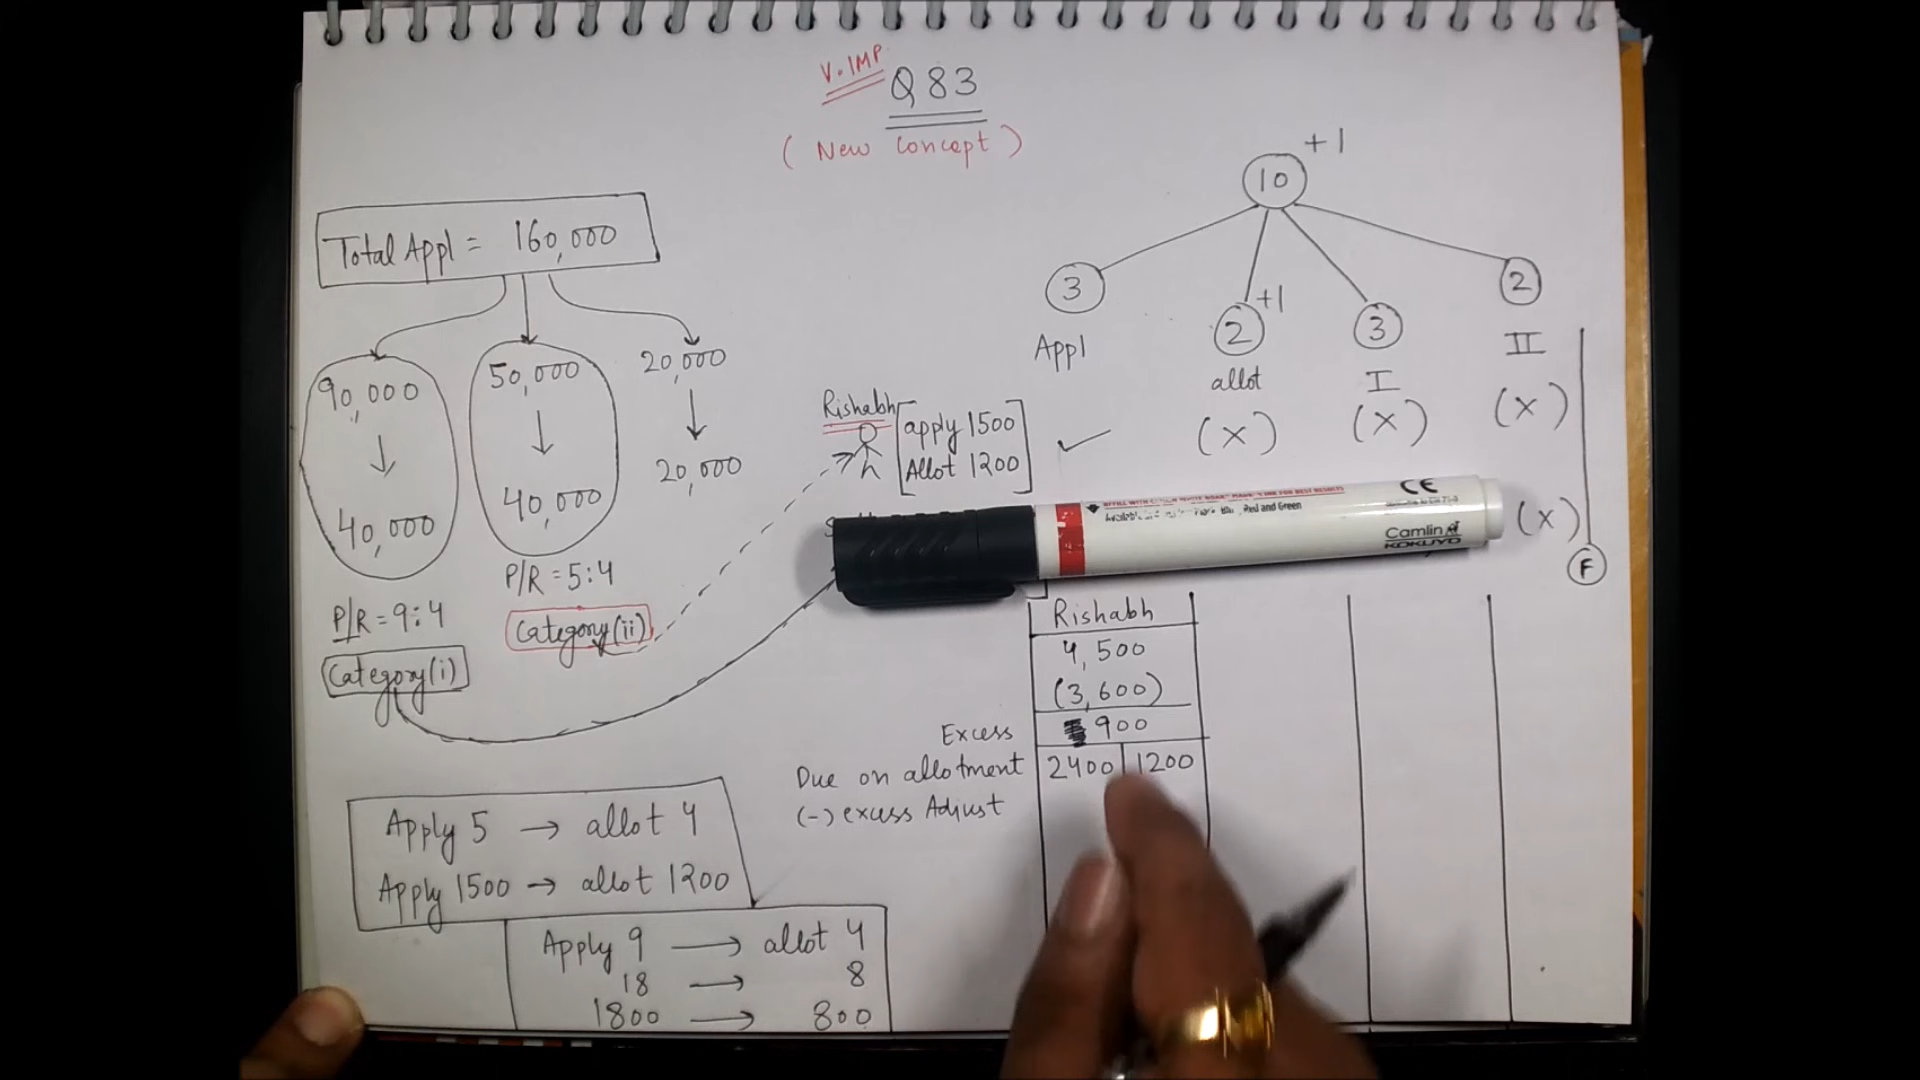 V. IMP
Q 83
( New Concept )
Total Appl = 160,000
90,000
50,000
20,000
40,000
40,000
20,000
P/R = 9:4
P/R = 5:4
Category (i)
Category (ii)
+1
10
3
2
+1
3
2
Appl
allot
I
II
(X)
(X)
(X)
Rishabh
apply 1500
Allot 1200
(X)
F
CE
Red and Green
Camlin
KOKUYO
Rishabh
4,500
(3,600)
Excess 900
Due on allotment 2400 1200
(-) excess Adjust
Apply 5 → allot 4
Apply 1500 → allot 1200
Apply 9 → allot 4
18 → 8
1800 → 800